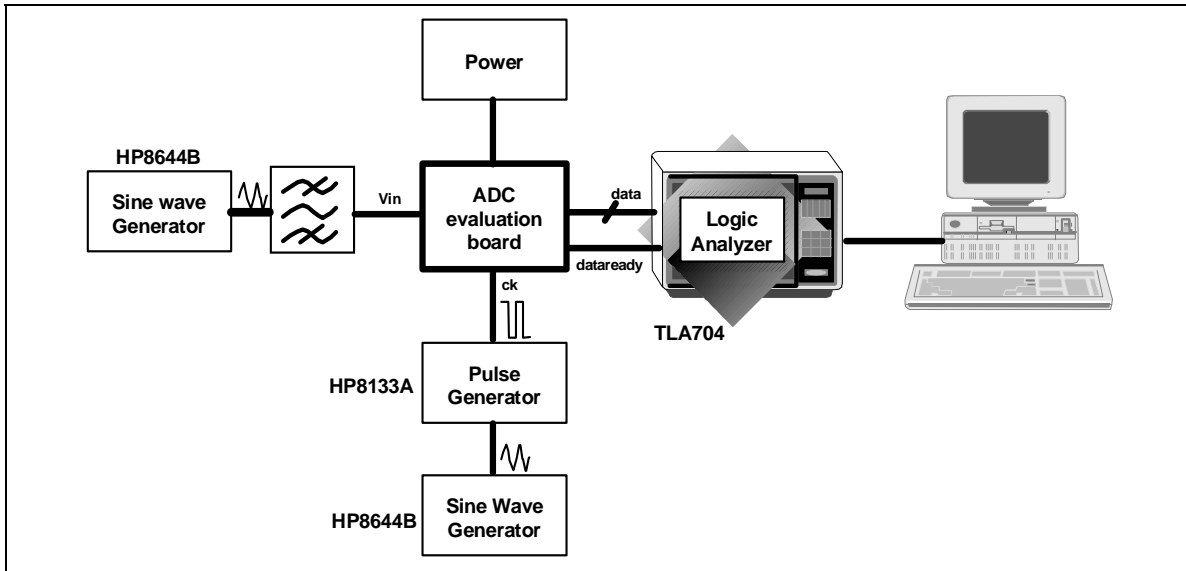 Power
HP8644B
Sine wave
Generator
Vin
ADC
evaluation
board
data
dataready
Logic
Analyzer
TLA704
ck
HP8133A
Pulse
Generator
HP8644B
Sine Wave
Generator